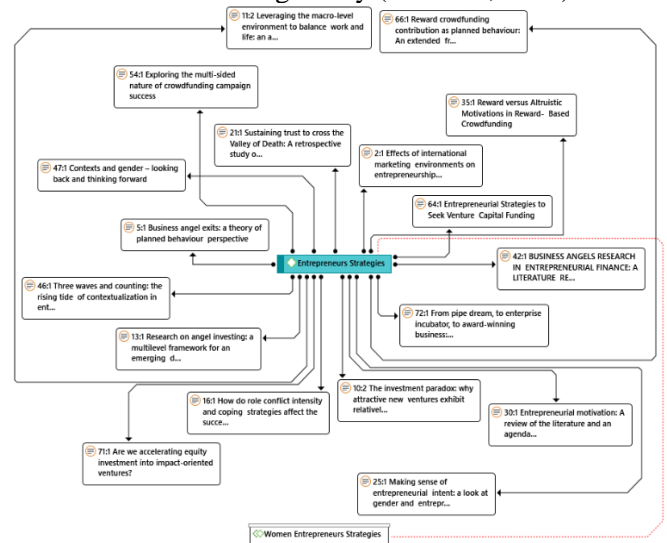 11:2 Leveraging the macro-level
environment to balance work and
life: an a...
66:1 Reward crowdfunding
contribution as planned behaviour:
An extended fr...
54:1 Exploring the multi-sided
nature of crowdfunding campaign
success
35:1 Reward versus Altruistic
Motivations in Reward- Based
Crowdfunding
21:1 Sustaining trust to cross the
Valley of Death: A retrospective
study o...
2:1 Effects of international
marketing environments on
entrepreneurship...
47:1 Contexts and gender – looking
back and thinking forward
64:1 Entrepreneurial Strategies to
Seek Venture Capital Funding
5:1 Business angel exits: a theory of
planned behaviour perspective
Entrepreneurs Strategies
42:1 BUSINESS ANGELS RESEARCH
IN ENTREPRENEURIAL FINANCE: A
LITERATURE RE...
46:1 Three waves and counting: the
rising tide of contextualization in
ent...
72:1 From pipe dream, to enterprise
incubator, to award-winning
business:...
13:1 Research on angel investing: a
multilevel framework for an
emerging d...
16:1 How do role conflict intensity
and coping strategies affect the
succe...
10:2 The investment paradox: why
attractive new ventures exhibit
relativel...
30:1 Entrepreneurial motivation: A
review of the literature and an
agenda...
71:1 Are we accelerating equity
investment into impact-oriented
ventures?
25:1 Making sense of
entrepreneurial intent: a look at
gender and entrepr...
Women Entrepreneurs Strategies